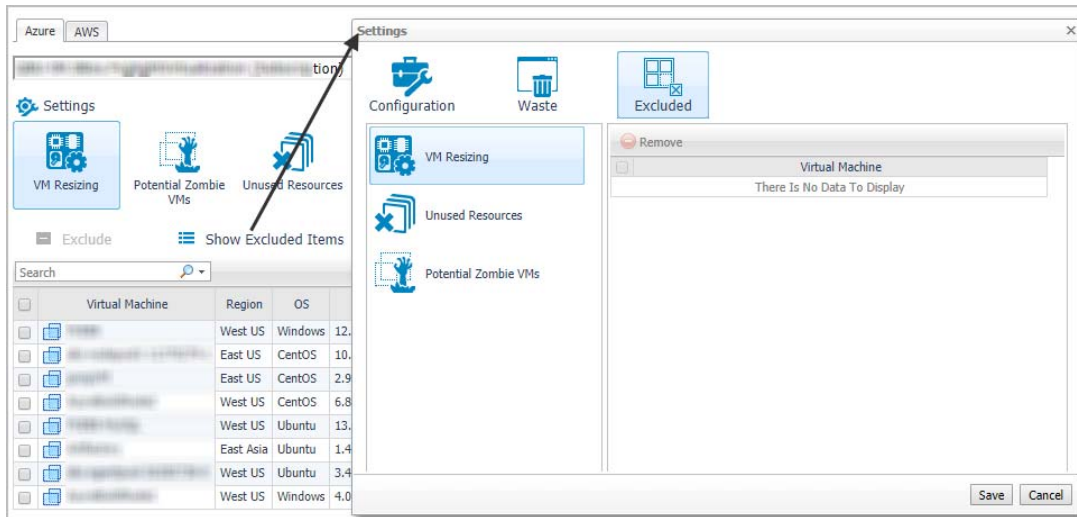 Azure AWS
tion)
Settings
VM Resizing
Potential Zombie VMs
Unused Resources
Exclude
Show Excluded Items
Search
Virtual Machine Region OS
West US Windows 12.
East US CentOS 10.
East US CentOS 2.9
West US CentOS 6.8
West US Ubuntu 13.
East Asia Ubuntu 1.4
West US Ubuntu 3.4
West US Windows 4.0
Settings
Configuration
Waste
Excluded
VM Resizing
Unused Resources
Potential Zombie VMs
Remove
Virtual Machine
There Is No Data To Display
Save Cancel